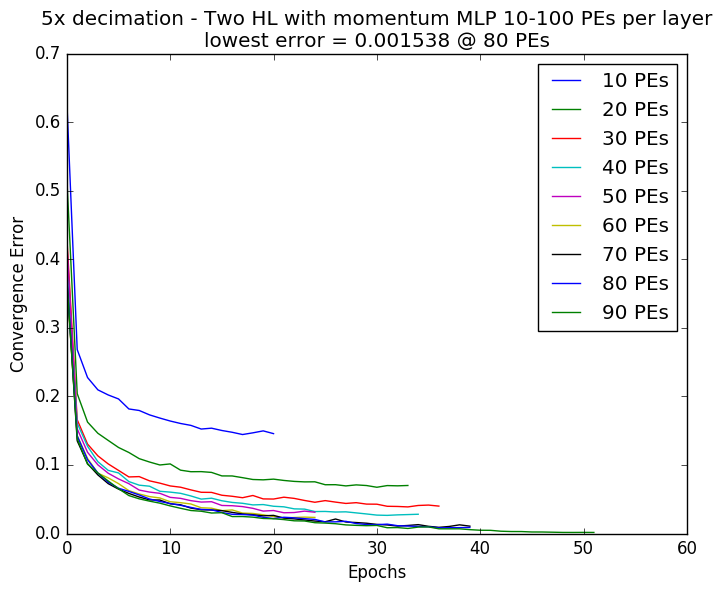 5x decimation - Two HL with momentum MLP 10-100 PEs per layer
lowest error = 0.001538 @ 80 PEs
0.7
0.6
0.5
0.4
0.3
0.2
0.1
0.0
Convergence Error
10 PEs
20 PEs
30 PEs
40 PEs
50 PEs
60 PEs
70 PEs
80 PEs
90 PEs
0 10 20 30 40 50 60
Epochs